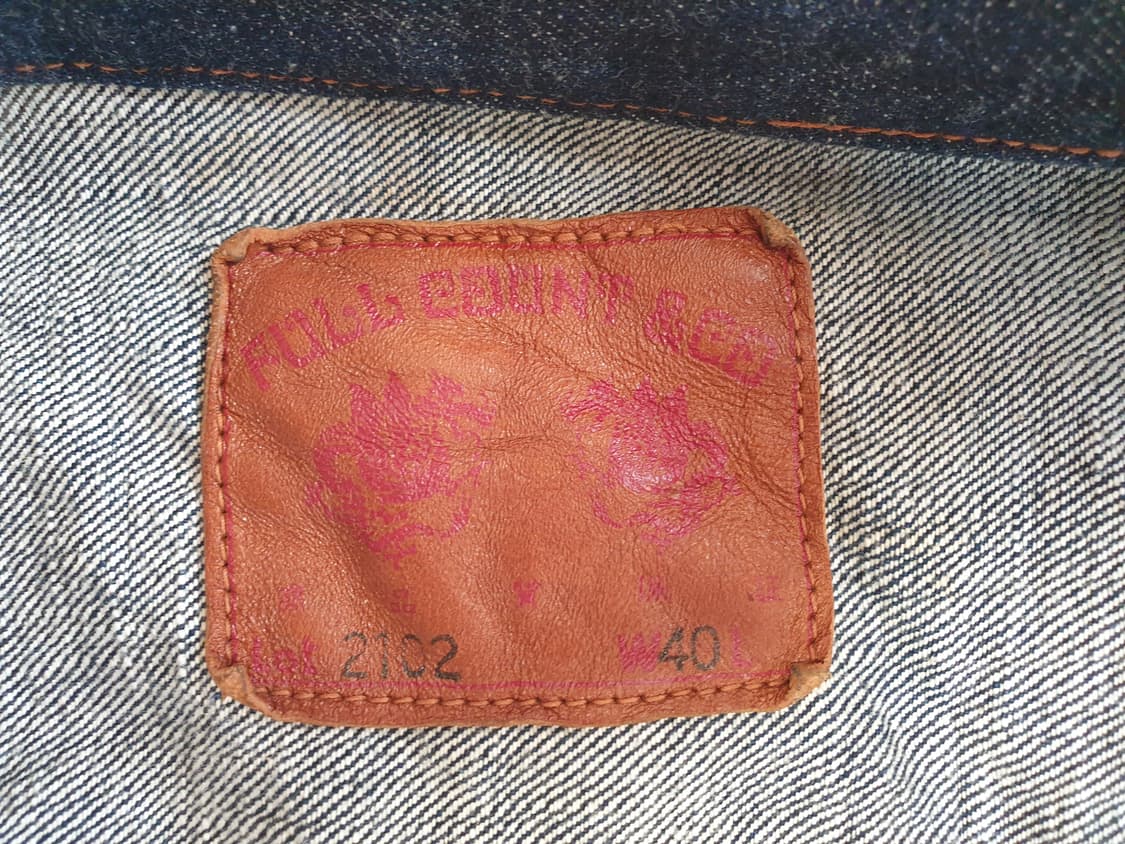 FULL COUNT & CO
Lot 2102 W40 L